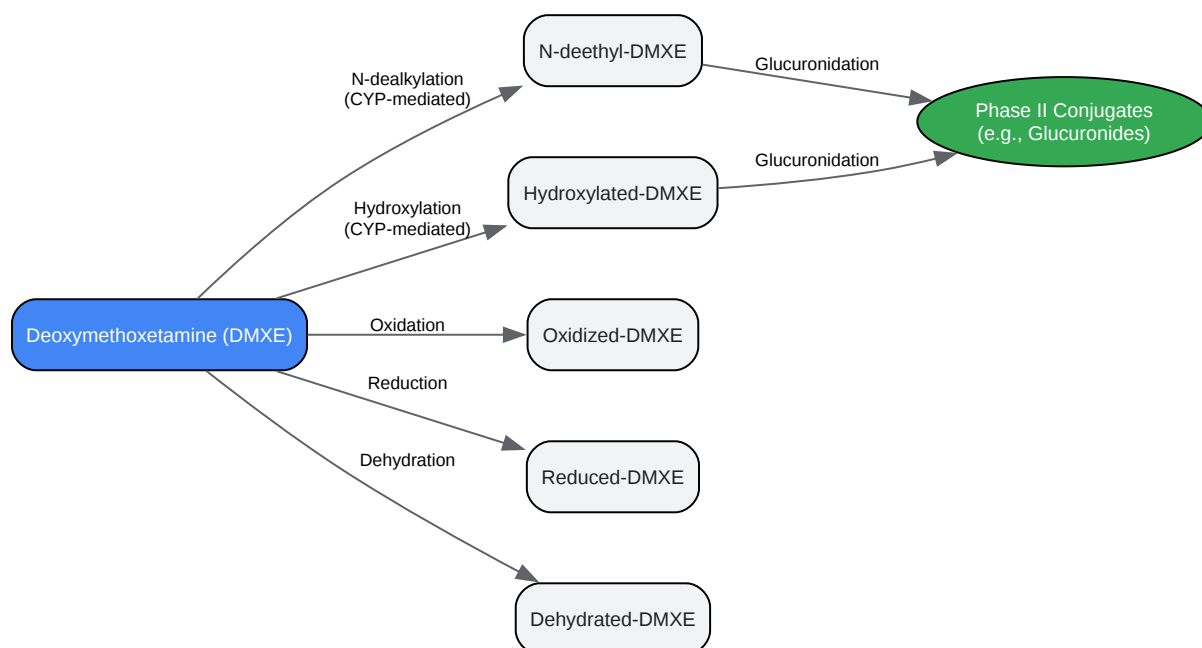 N-deethyl-DMXE
N-dealkylation
(CYP-mediated)
Glucuronidation
Phase II Conjugates
(e.g., Glucuronides)
Glucuronidation
Hydroxylated-DMXE
Hydroxylation
(CYP-mediated)
Deoxymethoxetamine (DMXE)
Oxidation
Oxidized-DMXE
Reduction
Reduced-DMXE
Dehydration
Dehydrated-DMXE